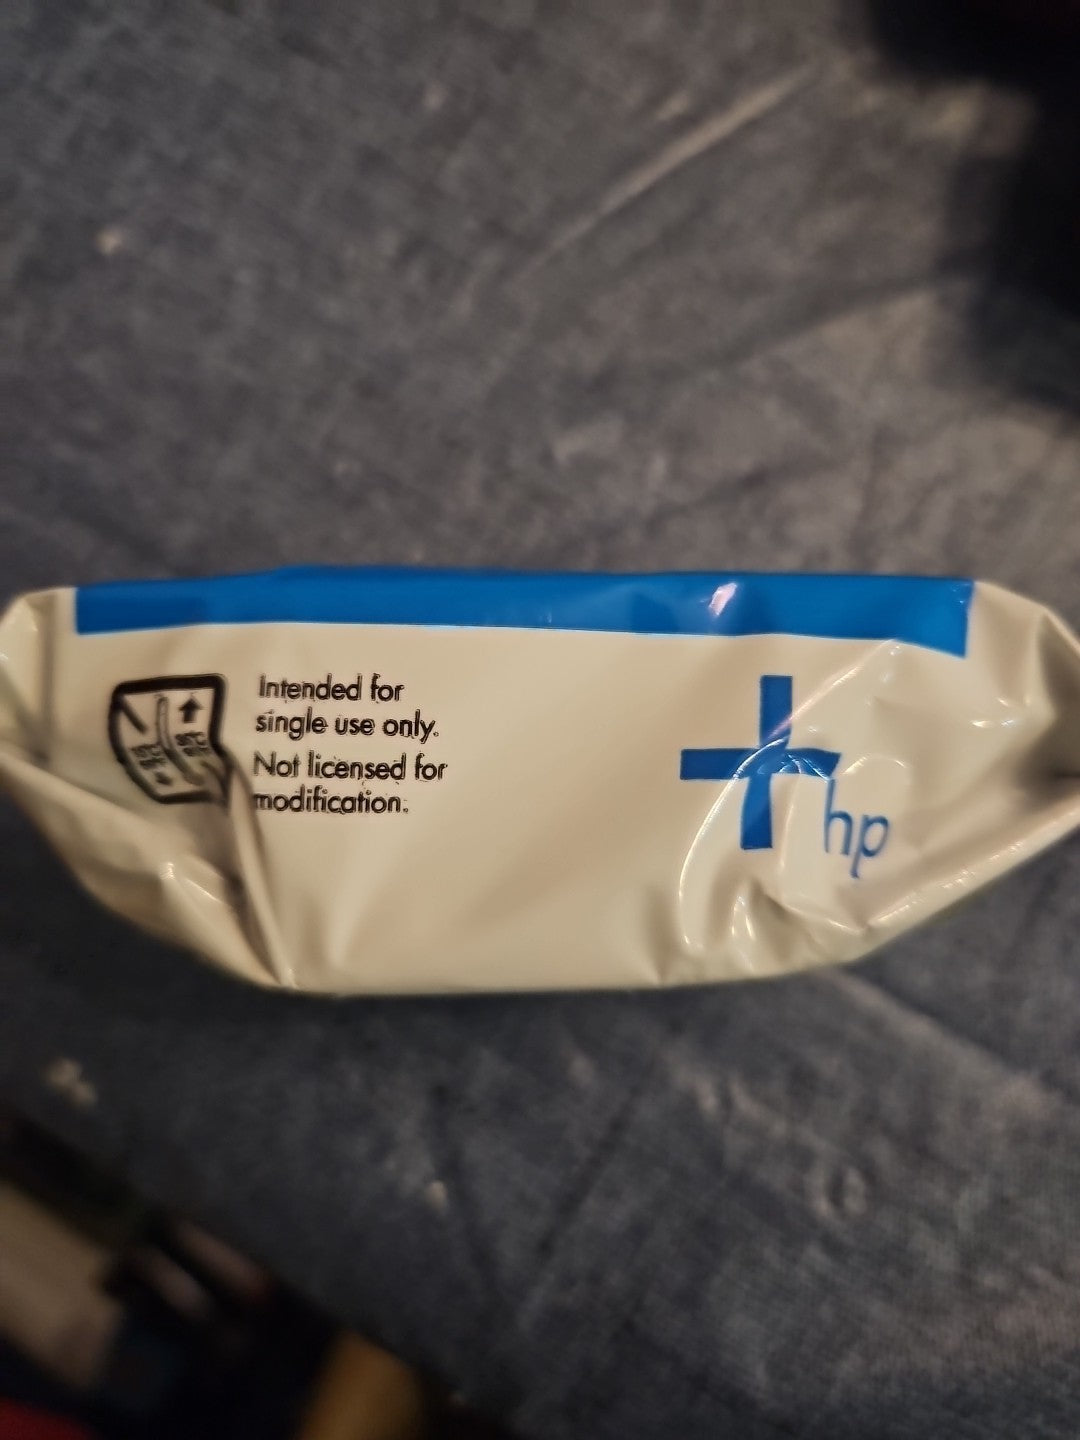 Intended for
single use only.
Not licensed for
modification.
hp